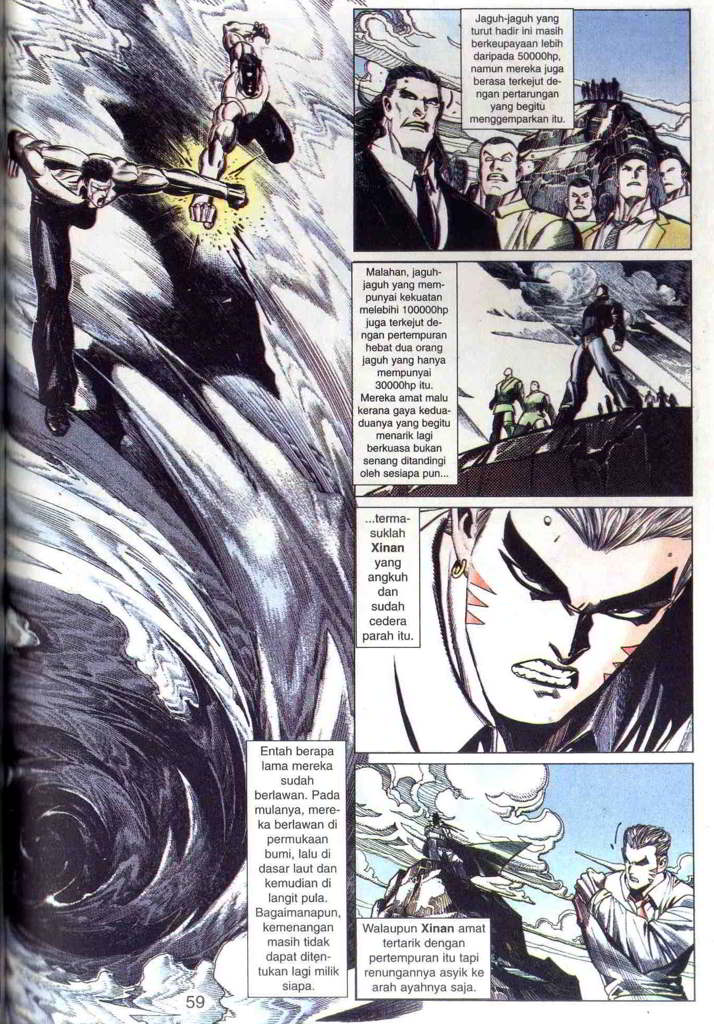 Jaguh-jaguh yang
turut hadir ini masih
berkeupayaan lebih
daripada 50000hp,
namun mereka juga
berasa terkejut de-
ngan pertarungan
yang begitu
menggemparkan itu.
Malahan, jaguh-
jaguh yang mem-
punyai kekuatan
melebihi 100000hp
juga terkejut de-
ngan pertempuran
hebat dua orang
jaguh yang hanya
mempunyai
30000hp itu.
Mereka amat malu
kerana gaya kedua-
duanya yang begitu
menarik lagi
berkuasa bukan
senang ditandingi
oleh sesiapa pun...
...terma-
suklah
Xinan
yang
angkuh
dan
sudah
cedera
parah itu.
Entah berapa
lama mereka
sudah
berlawan. Pada
mulanya, mere-
ka berlawan di
permukaan
bumi, lalu di
dasar laut dan
kemudian di
langit pula.
Bagaimanapun,
kemenangan
masih tidak
dapat diten-
tukan lagi milik
siapa.
Walaupun Xinan amat
tertarik dengan
pertempuran itu tapi
renungannya asyik ke
arah ayahnya saja.
59